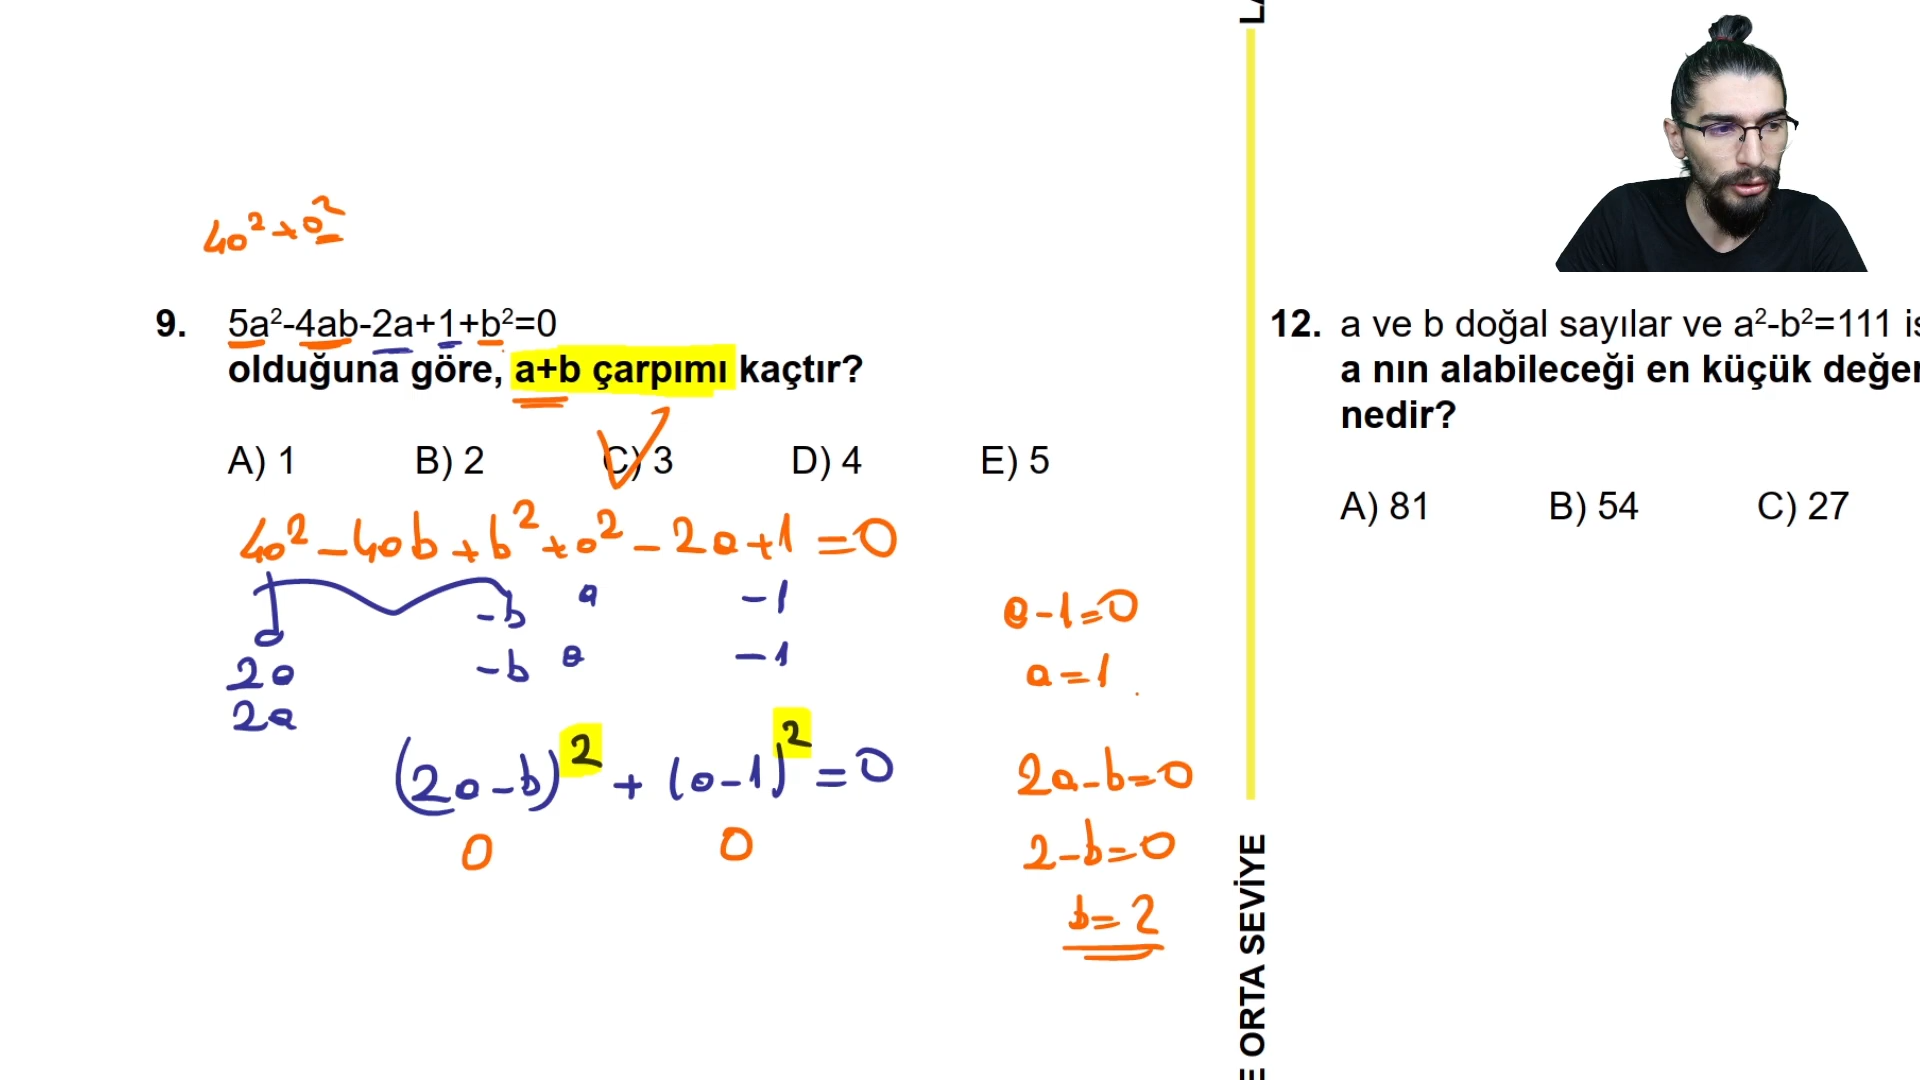 4a²+a²
9. 5a²-4ab-2a+1+b²=0
olduğuna göre, a+b çarpımı kaçtır?
A) 1 B) 2 C) 3 D) 4 E) 5
4a²-4ab+b²+a²-2a+1=0
-b a -1
2a -b a -1
2a
(2a-b)²+(a-1)²=0
0 0
a-1=0
a=1
2a-b=0
2-b=0
b=2
LA
E ORTA SEVİYE
12. a ve b doğal sayılar ve a²-b²=111 is
a nın alabileceği en küçük değer
nedir?
A) 81 B) 54 C) 27